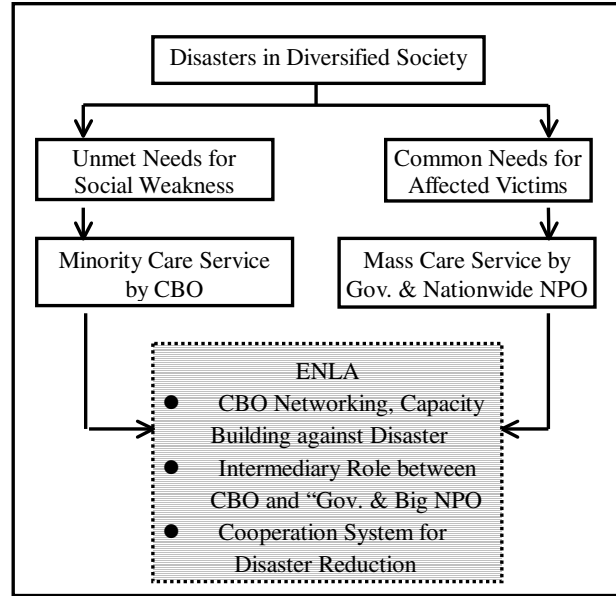 Disasters in Diversified Society
Unmet Needs for
Social Weakness
Common Needs for
Affected Victims
Minority Care Service
by CBO
Mass Care Service by
Gov. & Nationwide NPO
ENLA
● CBO Networking, Capacity
Building against Disaster
● Intermediary Role between
CBO and “Gov. & Big NPO
● Cooperation System for
Disaster Reduction